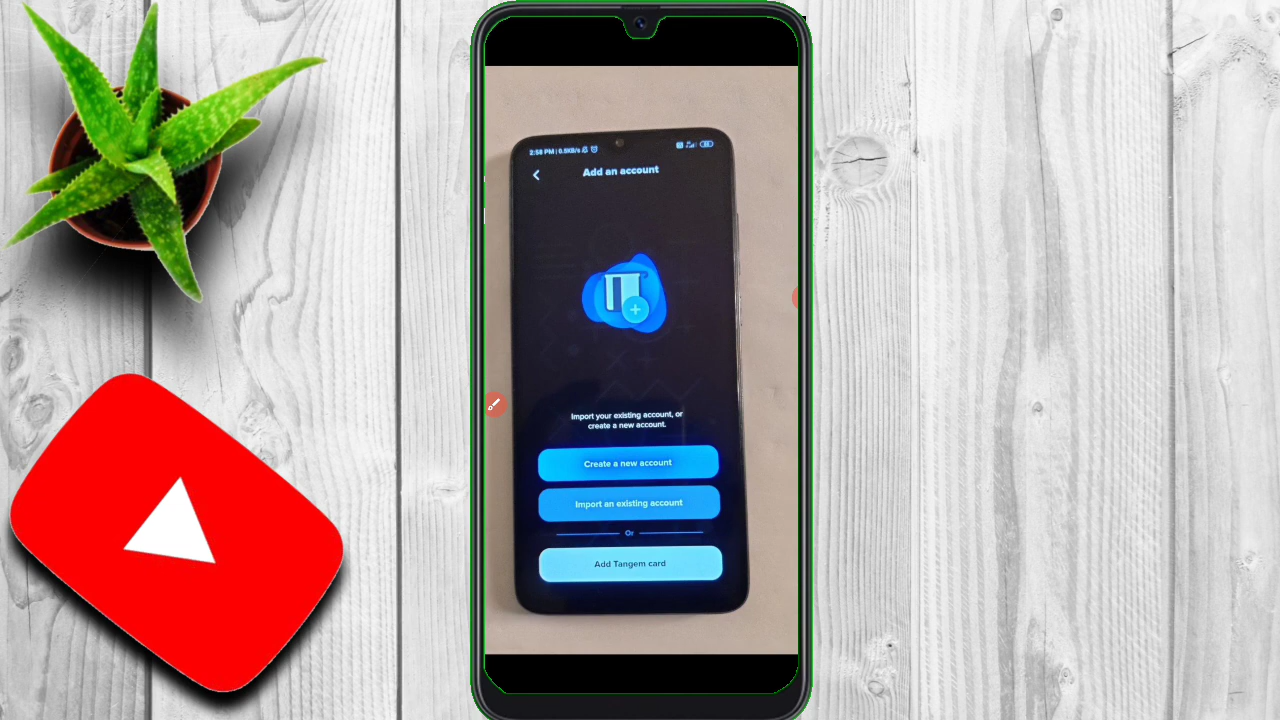 2:58 PM | 0.5KB/s
Add an account
Import your existing account, or
create a new account.
Create a new account
Import an existing account
Or
Add Tangem card